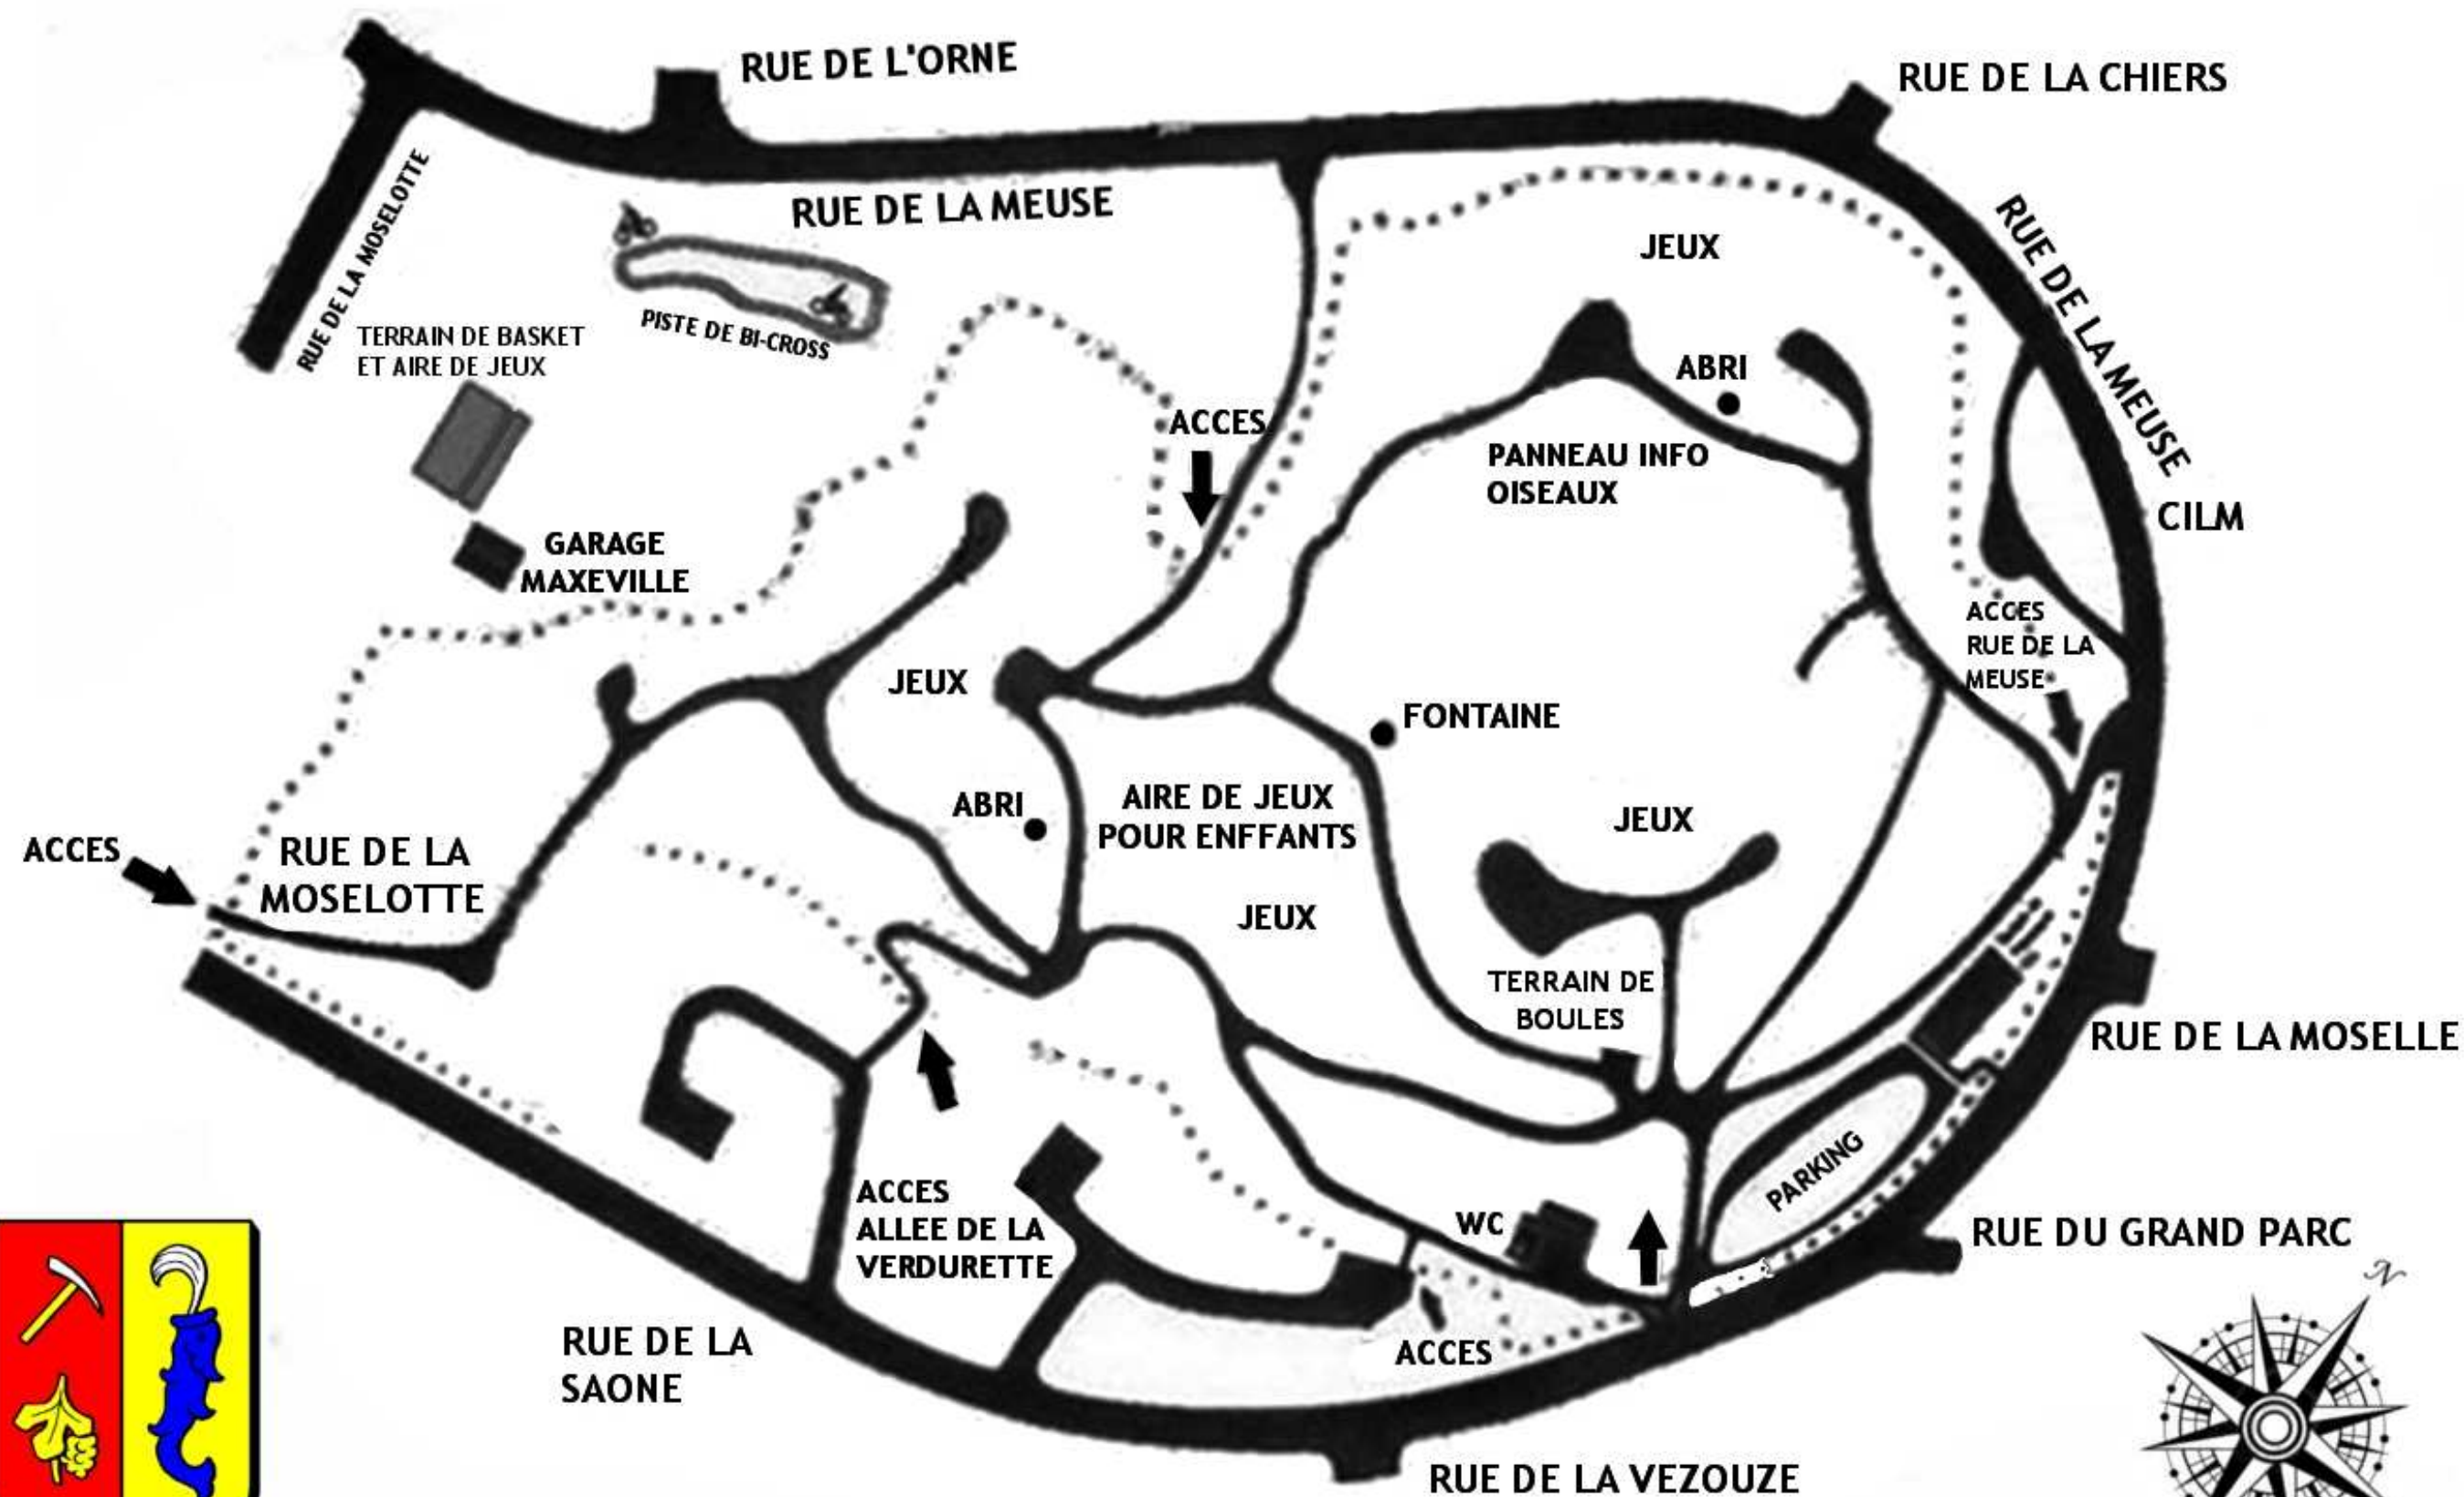 RUE DE L'ORNE
RUE DE LA CHIERS
RUE DE LA MOSELOTTE
RUE DE LA MEUSE
RUE DE LA MEUSE
JEUX
TERRAIN DE BASKET
ET AIRE DE JEUX
PISTE DE BI-CROSS
ABRI
ACCES
PANNEAU INFO
OISEAUX
CILM
GARAGE
MAXEVILLE
ACCES
RUE DE LA
MEUSE
JEUX
FONTAINE
ABRI
AIRE DE JEUX
POUR ENFFANTS
JEUX
ACCES
RUE DE LA
MOSELOTTE
JEUX
TERRAIN DE
BOULES
RUE DE LA MOSELLE
PARKING
ACCES
ALLEE DE LA
VERDURETTE
WC
RUE DU GRAND PARC
N
RUE DE LA
SAONE
ACCES
RUE DE LA VEZOUZE